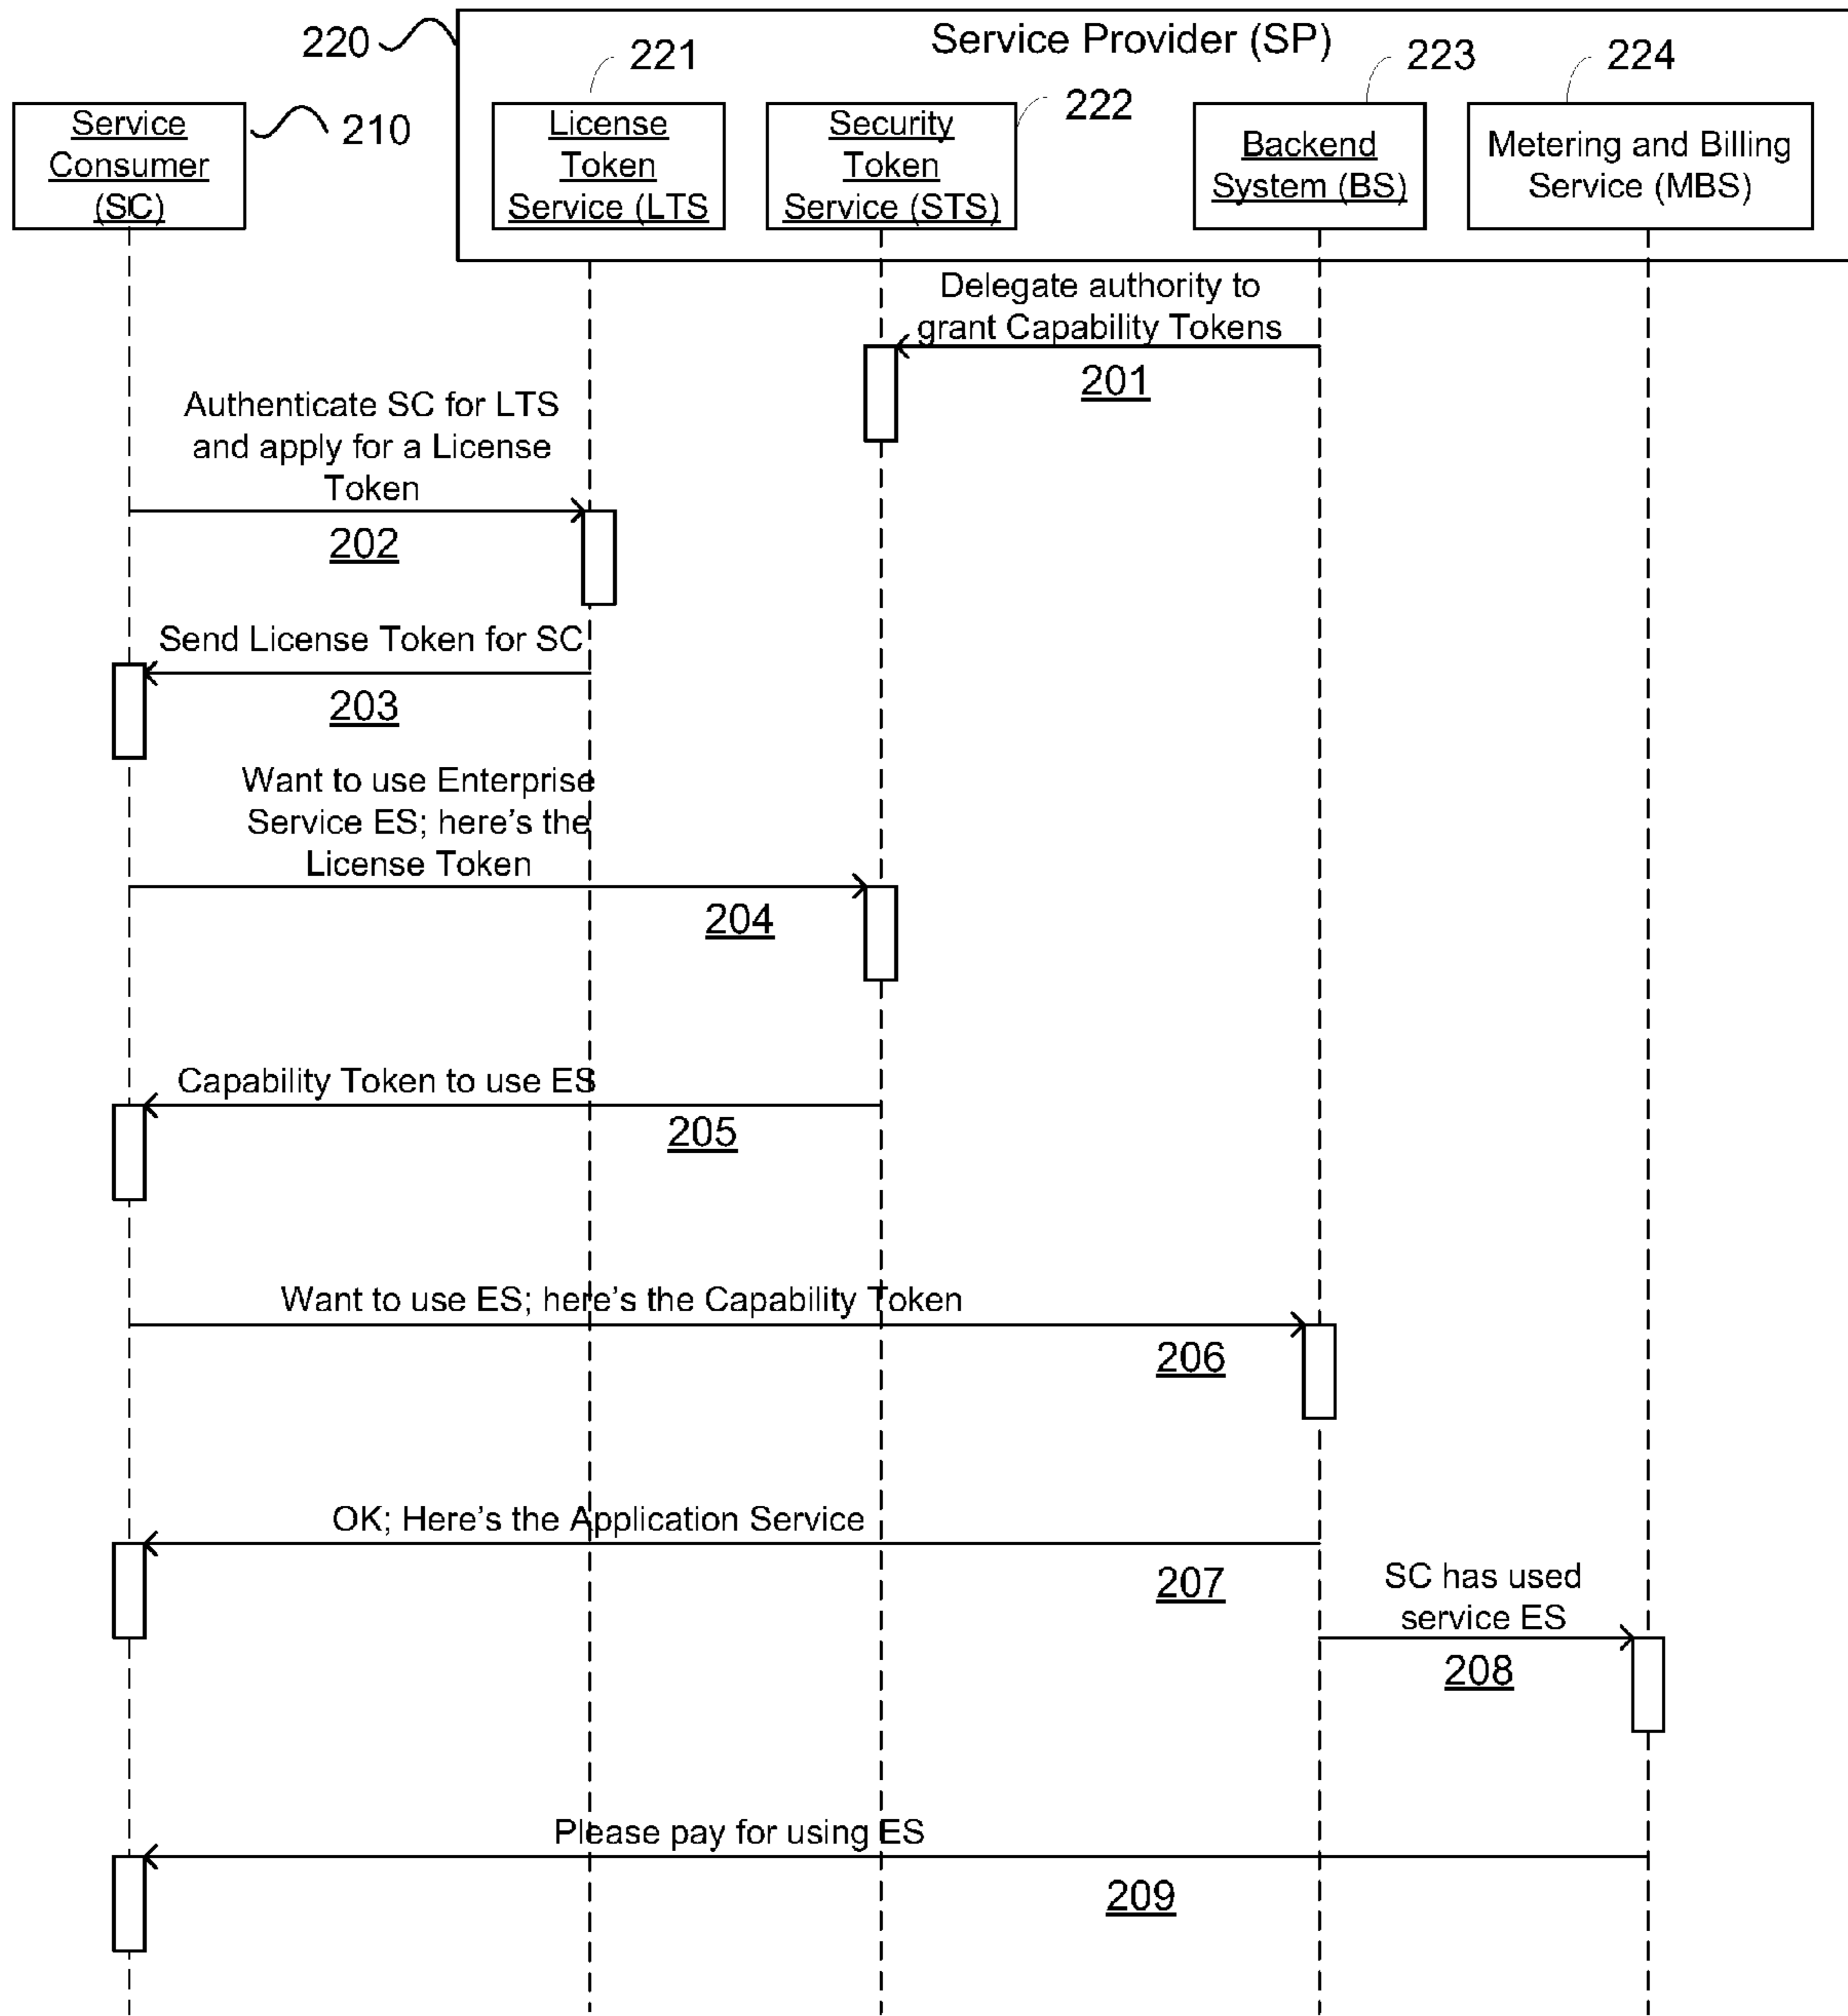 220
Service Provider (SP)
221
222
223
224
210
Service
Consumer
(SC)
License
Token
Service (LTS
Security
Token
Service (STS)
Backend
System (BS)
Metering and Billing
Service (MBS)
Delegate authority to
grant Capability Tokens
201
Authenticate SC for LTS
and apply for a License
Token
202
Send License Token for SC
203
Want to use Enterprise
Service ES; here's the
License Token
204
Capability Token to use ES
205
Want to use ES; here's the Capability Token
206
OK; Here's the Application Service
207
SC has used
service ES
208
Please pay for using ES
209